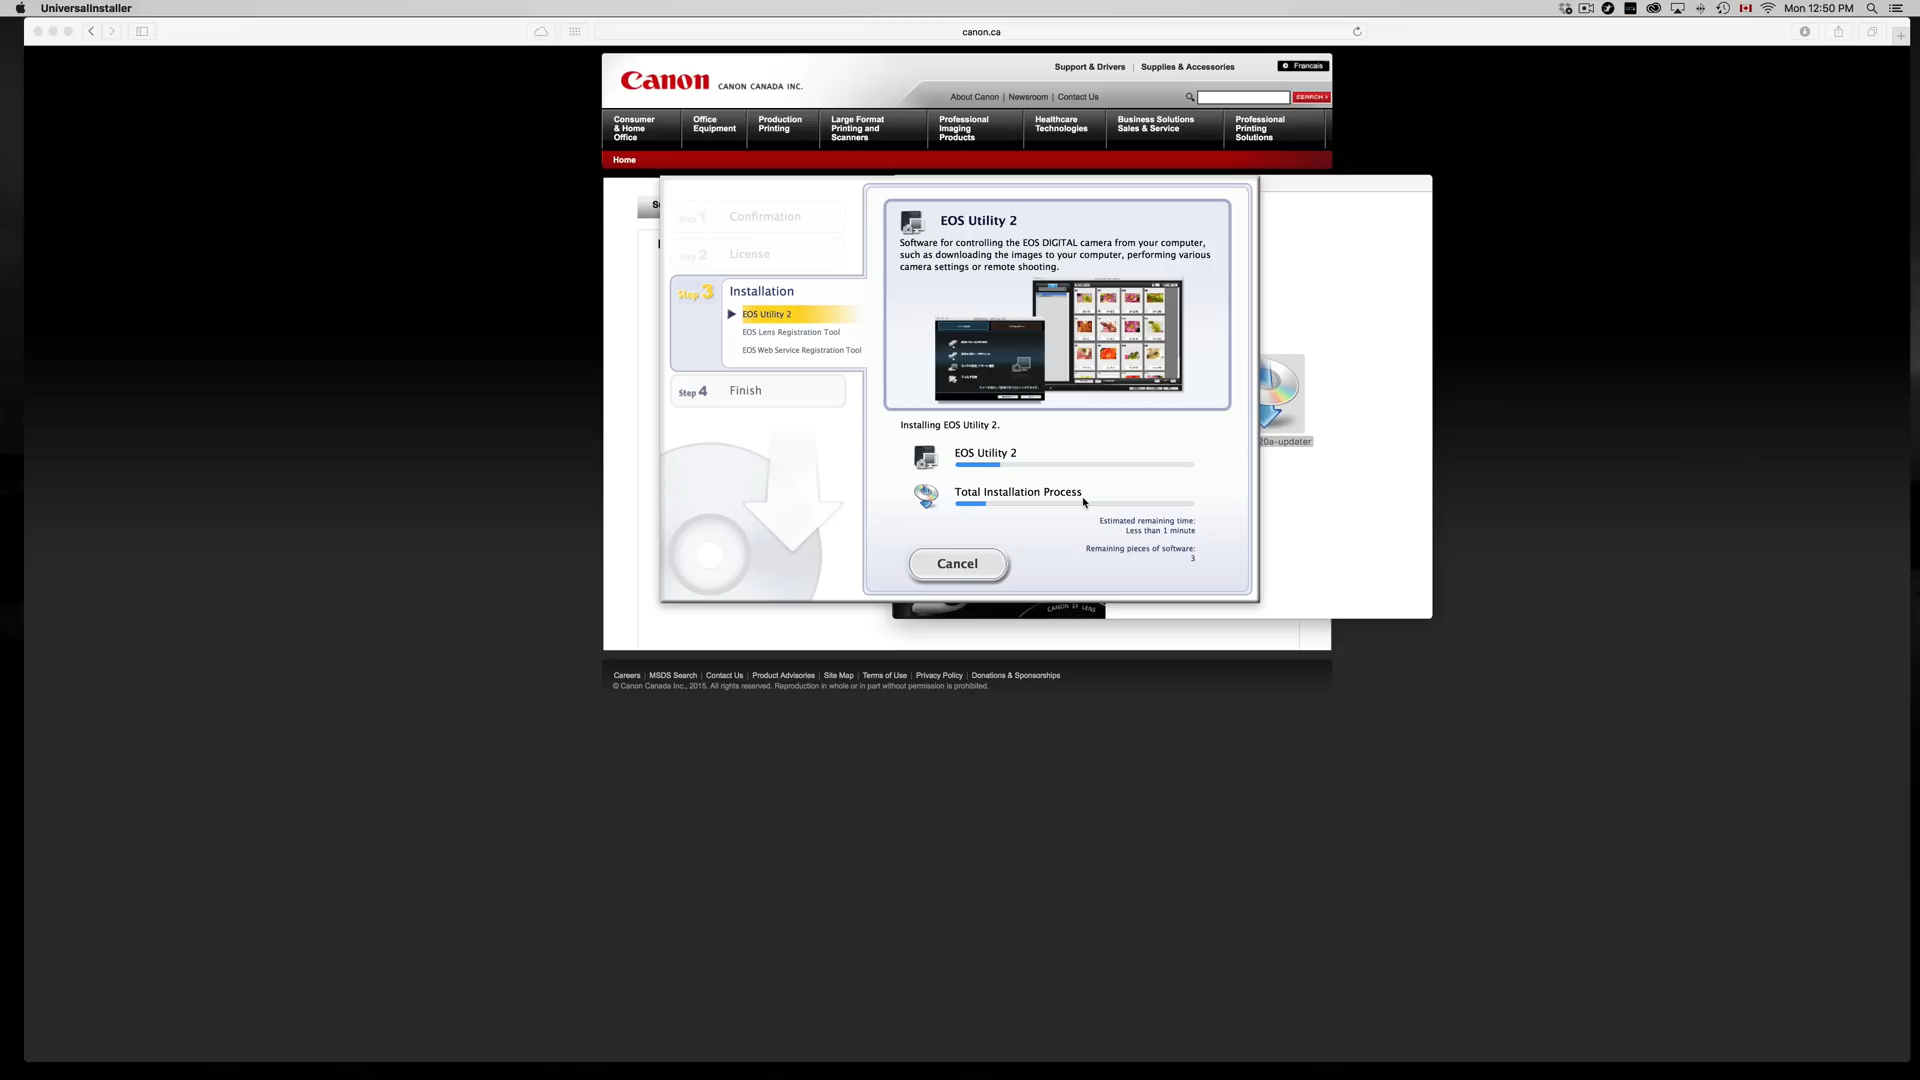 UniversalInstaller
Mon 12:50 PM
canon.ca
Canon CANON CANADA INC.
Support & Drivers | Supplies & Accessories
Francais
About Canon | Newsroom | Contact Us
SEARCH
Consumer
& Home
Office
Office
Equipment
Production
Printing
Large Format
Printing and
Scanners
Professional
Imaging
Products
Healthcare
Technologies
Business Solutions
Sales & Service
Professional
Printing
Solutions
Home
Step 1 Confirmation
Step 2 License
Step 3 Installation
EOS Utility 2
EOS Lens Registration Tool
EOS Web Service Registration Tool
Step 4 Finish
EOS Utility 2
Software for controlling the EOS DIGITAL camera from your computer,
such as downloading the images to your computer, performing various
camera settings or remote shooting.
Installing EOS Utility 2.
EOS Utility 2
Total Installation Process
Estimated remaining time:
Less than 1 minute
Remaining pieces of software:
3
Cancel
20a-updater
CANON EF LENS
Careers | MSDS Search | Contact Us | Product Advisories | Site Map | Terms of Use | Privacy Policy | Donations & Sponsorships
© Canon Canada Inc., 2015. All rights reserved. Reproduction in whole or in part without permission is prohibited.